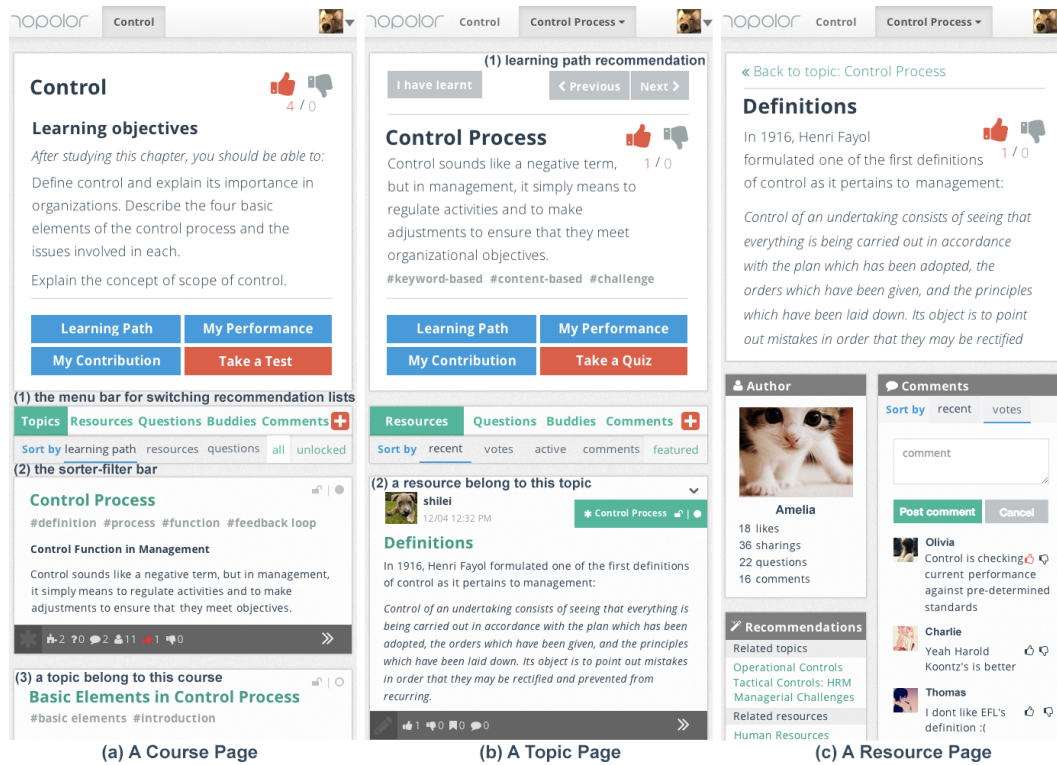 nopolor
Control
Control
4 / 0
Learning objectives
After studying this chapter, you should be able to:
Define control and explain its importance in
organizations. Describe the four basic
elements of the control process and the
issues involved in each.
Explain the concept of scope of control.
Learning Path
My Performance
My Contribution
Take a Test
(1) the menu bar for switching recommendation lists
Topics Resources Questions Buddies Comments
Sort by learning path resources questions all unlocked
(2) the sorter-filter bar
Control Process
#definition #process #function #feedback loop
Control Function in Management
Control sounds like a negative term, but in management,
it simply means to regulate activities and to make
adjustments to ensure that they meet objectives.
2 ?0 2 11 1 0
(3) a topic belong to this course
Basic Elements in Control Process
#basic elements #introduction
(a) A Course Page
nopolor
Control
Control Process
(1) learning path recommendation
I have learnt
Previous
Next
Control Process
1 / 0
Control sounds like a negative term,
but in management, it simply means to
regulate activities and to make
adjustments to ensure that they meet
organizational objectives.
#keyword-based #content-based #challenge
Learning Path
My Performance
My Contribution
Take a Quiz
Resources Questions Buddies Comments
Sort by recent votes active comments featured
(2) a resource belong to this topic
shilei
12/04 12:32 PM
Control Process
Definitions
In 1916, Henri Fayol formulated one of the first definitions
of control as it pertains to management:
Control of an undertaking consists of seeing that everything is
being carried out in accordance with the plan which has been
adopted, the orders which have been given, and the principles
which have been laid down. Its object is to point out mistakes
in order that they may be rectified and prevented from
recurring.
1 0 0 0
(b) A Topic Page
nopolor
Control
Control Process
« Back to topic: Control Process
Definitions
1 / 0
In 1916, Henri Fayol
formulated one of the first definitions
of control as it pertains to management:
Control of an undertaking consists of seeing that
everything is being carried out in accordance
with the plan which has been adopted, the
orders which have been given, and the principles
which have been laid down. Its object is to point
out mistakes in order that they may be rectified
Author
Amelia
18 likes
36 sharings
22 questions
16 comments
Recommendations
Related topics
Operational Controls
Tactical Controls: HRM
Managerial Challenges
Related resources
Human Resources
Comments
Sort by recent votes
comment
Post comment
Cancel
Olivia
Control is checking
current performance
against pre-determined
standards
Charlie
Yeah Harold
Koontz's is better
Thomas
I dont like EFL's
definition :(
(c) A Resource Page